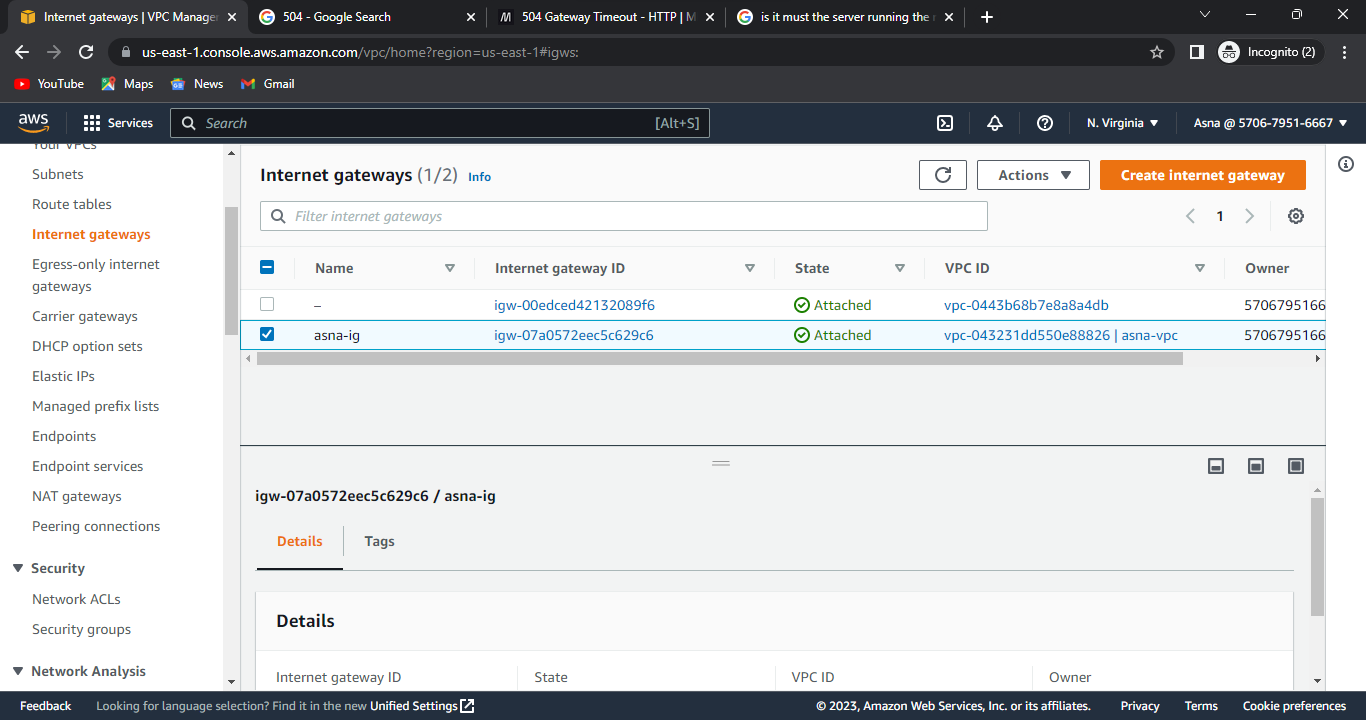 Internet gateways | VPC Manager
504 - Google Search
504 Gateway Timeout - HTTP | M
is it must the server running the
us-east-1.console.aws.amazon.com/vpc/home?region=us-east-1#igws:
Incognito (2)
YouTube
Maps
News
Gmail
aws
Services
Search
[Alt+S]
N. Virginia
Asna @ 5706-7951-6667
Your VPCs
Subnets
Route tables
Internet gateways
Egress-only internet
gateways
Carrier gateways
DHCP option sets
Elastic IPs
Managed prefix lists
Endpoints
Endpoint services
NAT gateways
Peering connections
Security
Network ACLs
Security groups
Network Analysis
Internet gateways (1/2) Info
Actions
Create internet gateway
Filter internet gateways
1
Name Internet gateway ID State VPC ID Owner
– igw-00edced42132089f6 Attached vpc-0443b68b7e8a8a4db 5706795166
asna-ig igw-07a0572eec5c629c6 Attached vpc-043231dd550e88826 | asna-vpc 5706795166
igw-07a0572eec5c629c6 / asna-ig
Details
Tags
Details
Internet gateway ID State VPC ID Owner
Feedback
Looking for language selection? Find it in the new Unified Settings
© 2023, Amazon Web Services, Inc. or its affiliates.
Privacy
Terms
Cookie preferences